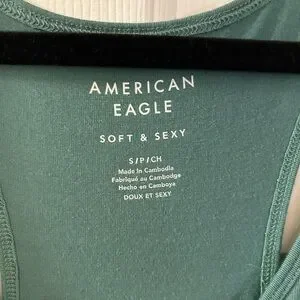 AMERICAN
EAGLE
SOFT & SEXY
S/P/CH
Made In Cambodia
Fabriqué au Cambodge
Hecho en Camboya
DOUX ET SEXY